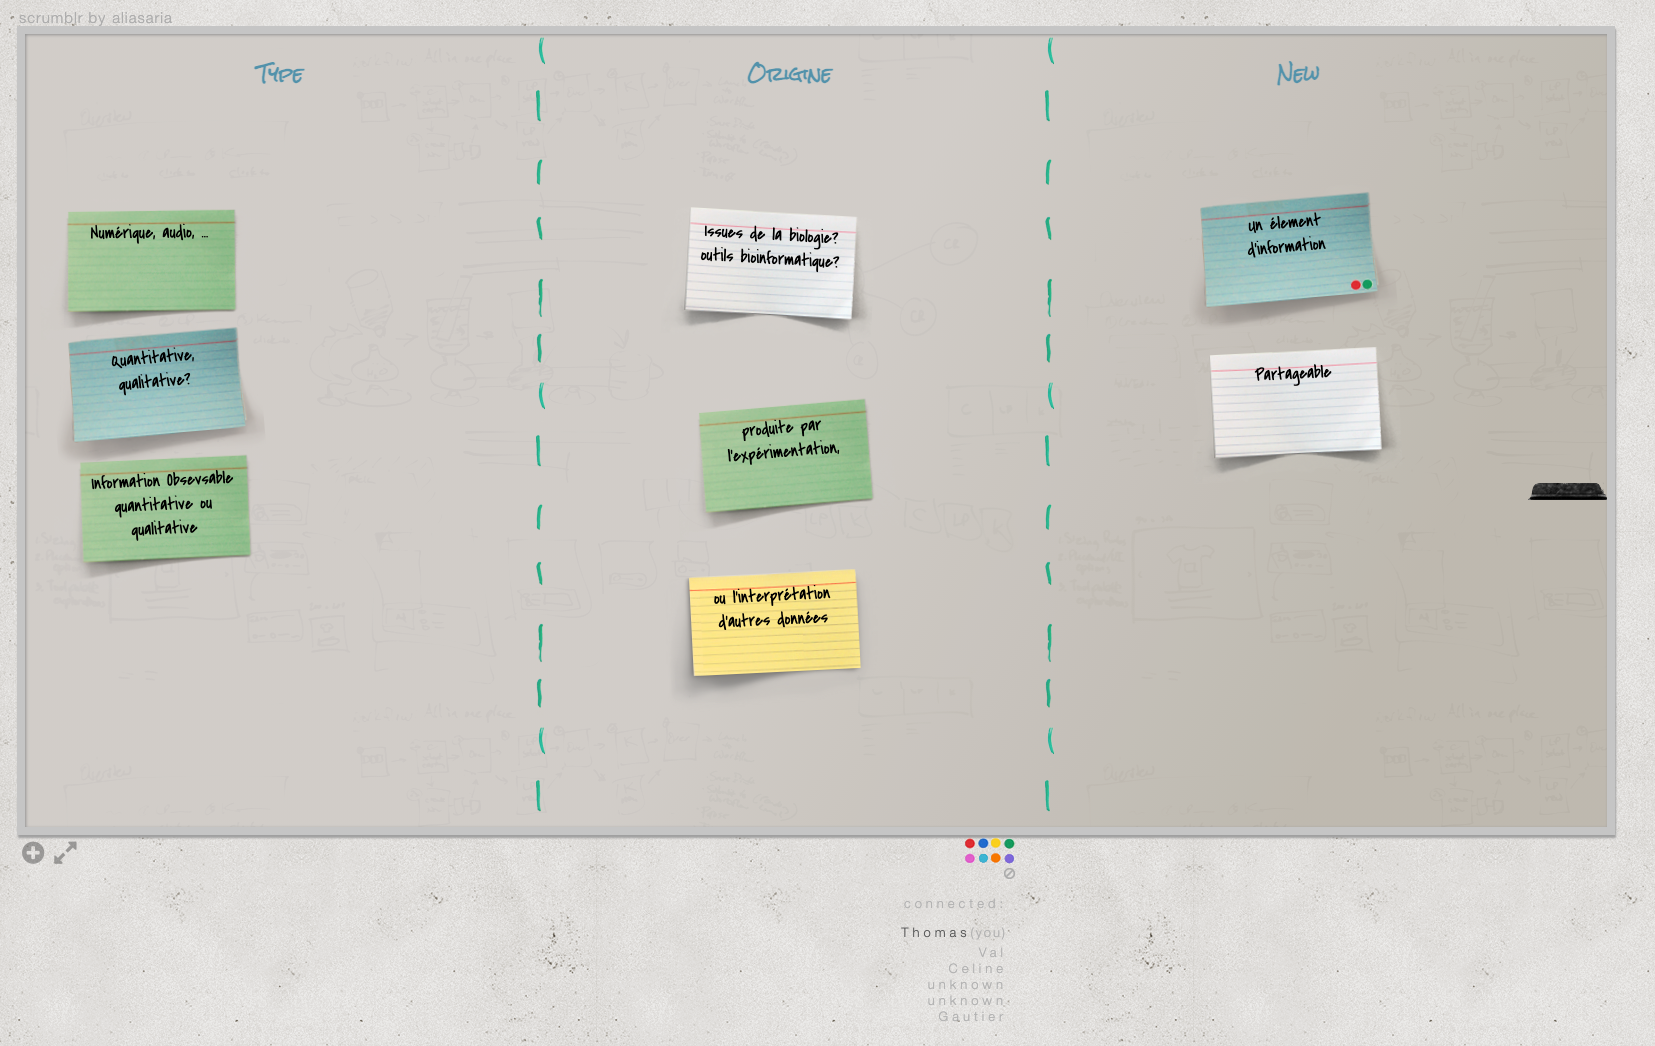 scrumblr by aliasaria
Type
Origine
New
Numérique, audio, ...
Quantitative,
qualitative?
Information Obsevsable
quantitative ou
qualitative
Issues de la biologie?
outils bioinformatique?
produite par
l'expérimentation,
ou l'interprétation
d'autres données
un élement
d'information
Partageable
connected:
Thomas(you)
Val
Celine
unknown
unknown
Gautier